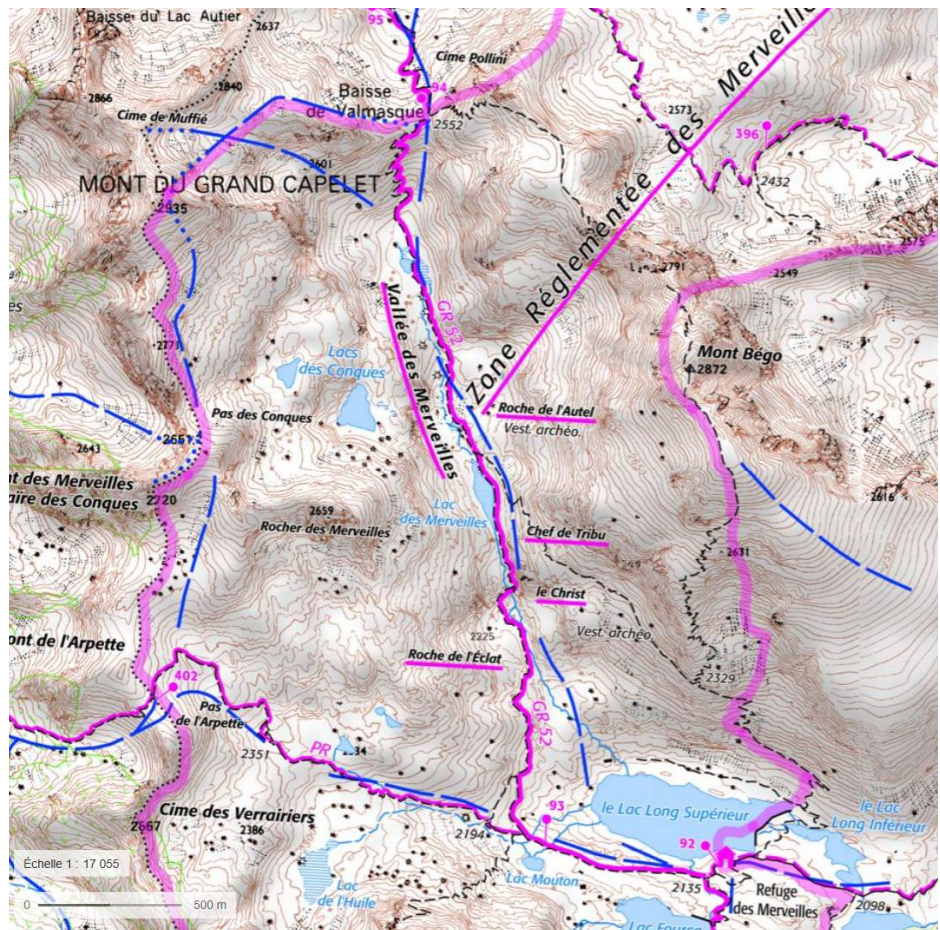 Baisse du Lac Autier
2637
95
Cime Pollini
2866
2840
Baisse
de Valmasque
94
2552
Cime de Muffié
2573
396
2601
MONT DU GRAND CAPELET
2935
2432
Zone Réglementée des Merveille
2575
2791
2549
es
Vallée des Merveilles
GR 52
2771
Lacs
des Conques
Mont Bégo
2872
Pas des Conques
Roche de l'Autel
Vest. archéo.
2651
2643
nt des Merveilles
aire des Conques
2720
2616
2659
Rocher des Merveilles
Lac
des Merveilles
Chef de Tribu
2631
le Christ
2225
Vest. archéo.
ont de l'Arpette
Roche de l'Éclat
402
2329
Pas
de l'Arpette
GR 52
2351
PR
Cime des Verrairiers
93
le Lac Long Supérieur
le Lac
Long Inférieur
2667
2386
2194
92
Échelle 1 : 17 055
0 500 m
Lac
de l'Huile
Lac Mouton
2135
Refuge
des Merveilles
2098